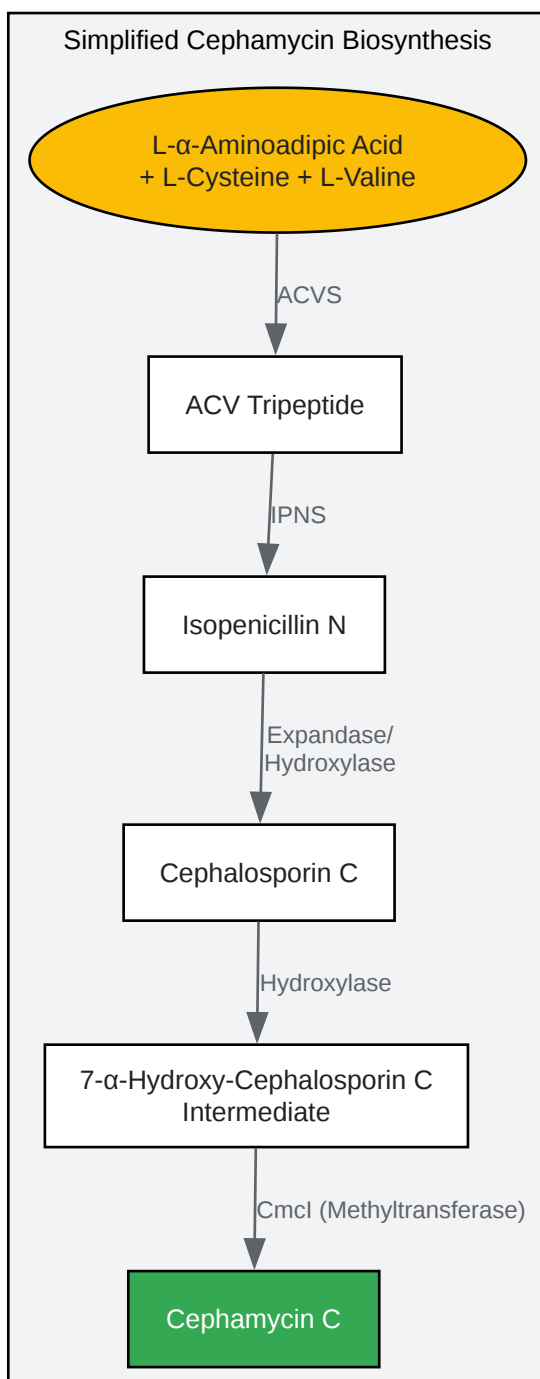 Simplified Cephamycin Biosynthesis
L-α-Aminoadipic Acid
+ L-Cysteine + L-Valine
ACVS
ACV Tripeptide
IPNS
Isopenicillin N
Expandase/
Hydroxylase
Cephalosporin C
Hydroxylase
7-α-Hydroxy-Cephalosporin C
Intermediate
CmcI (Methyltransferase)
Cephamycin C